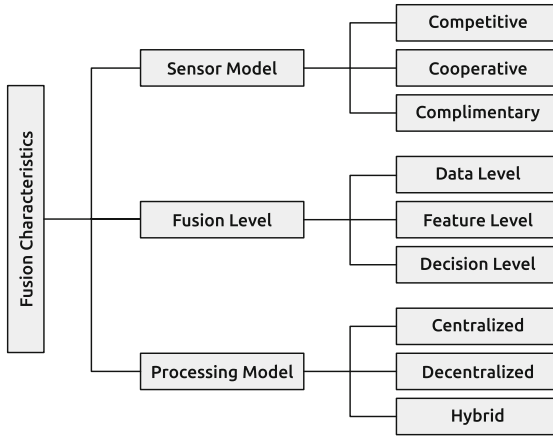 Fusion Characteristics
Sensor Model
Competitive
Cooperative
Complimentary
Fusion Level
Data Level
Feature Level
Decision Level
Processing Model
Centralized
Decentralized
Hybrid